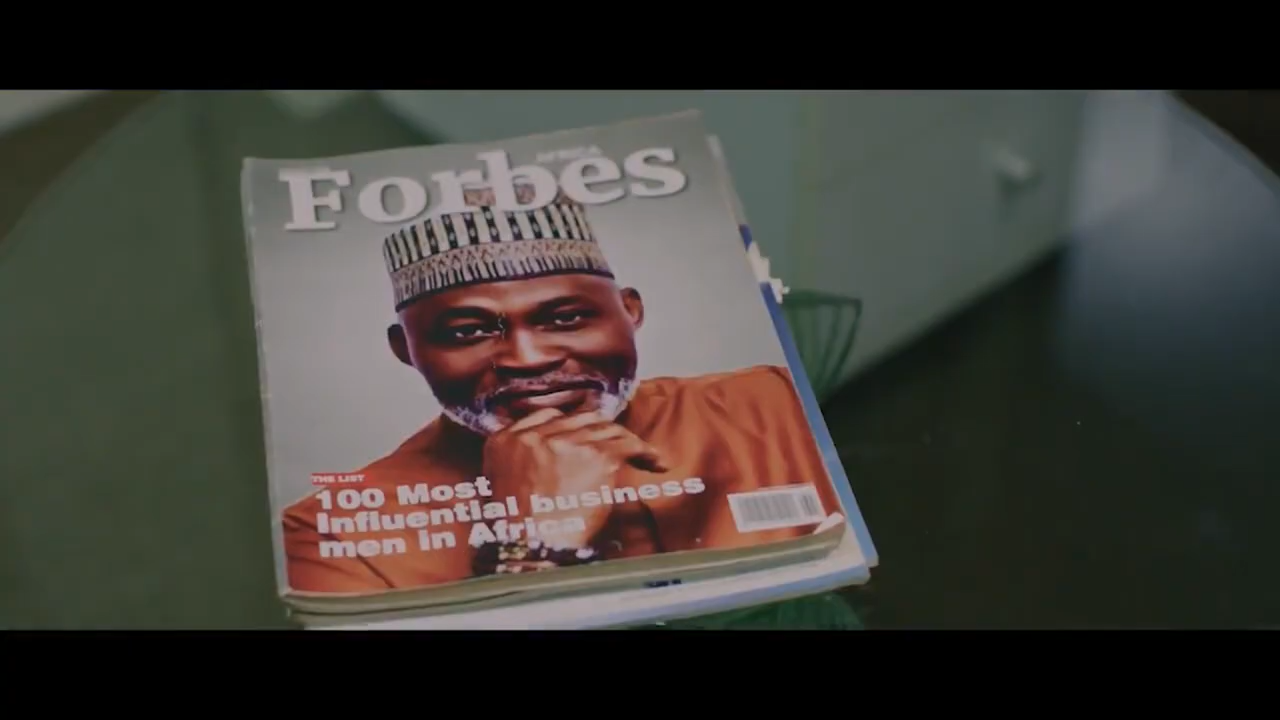 AFRICA
Forbes
THE LIST
100 Most
Influential business
men in Africa